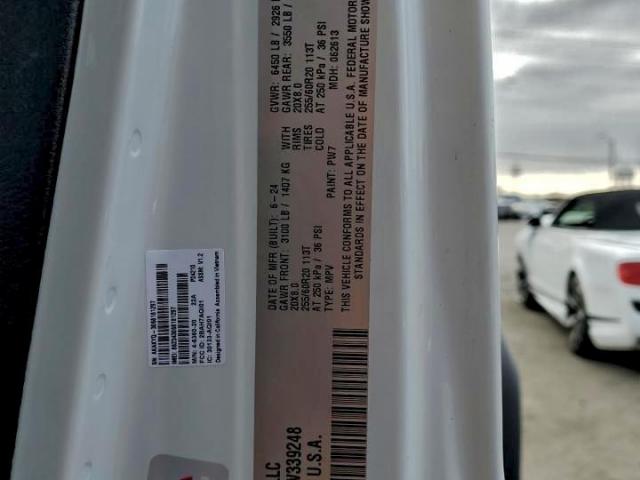 DATE OF MFR (BUILT): 6-24
GVWR: 6450 LB / 2926
GAWR FRONT: 3100 LB / 1407 KG WITH
GAWR REAR: 3550 LB /
20X8.0 RIMS 20X8.0
255/60R20 113T TIRES 255/60R20 113T
AT 250 kPa / 36 PSI COLD AT 250 kPa / 36 PSI
TYPE: MPV PAINT: PW7 MDH: 062613
THIS VEHICLE CONFORMS TO ALL APPLICABLE U.S.A. FEDERAL MOTOR
STANDARDS IN EFFECT ON THE DATE OF MANUFACTURE SHOW
LLC
V339248
U.S.A.
FCC ID: 2BAH7AQI01
Designed in California Assembled in Vietnam